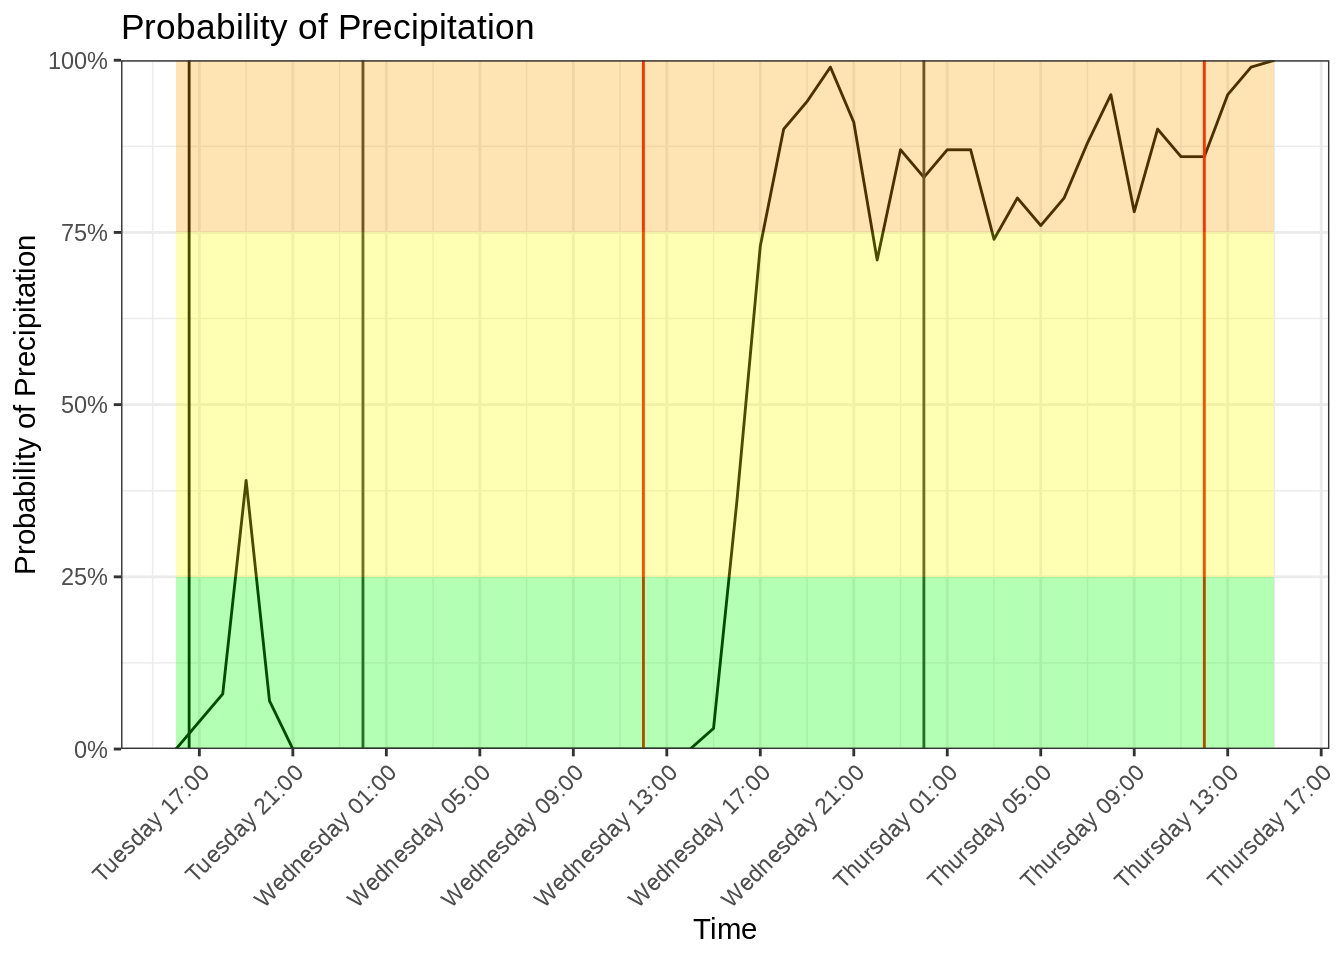 Probability of Precipitation
Probability of Precipitation
100%
75%
50%
25%
0%
Tuesday 17:00
Tuesday 21:00
Wednesday 01:00
Wednesday 05:00
Wednesday 09:00
Wednesday 13:00
Wednesday 17:00
Wednesday 21:00
Thursday 01:00
Thursday 05:00
Thursday 09:00
Thursday 13:00
Thursday 17:00
Time